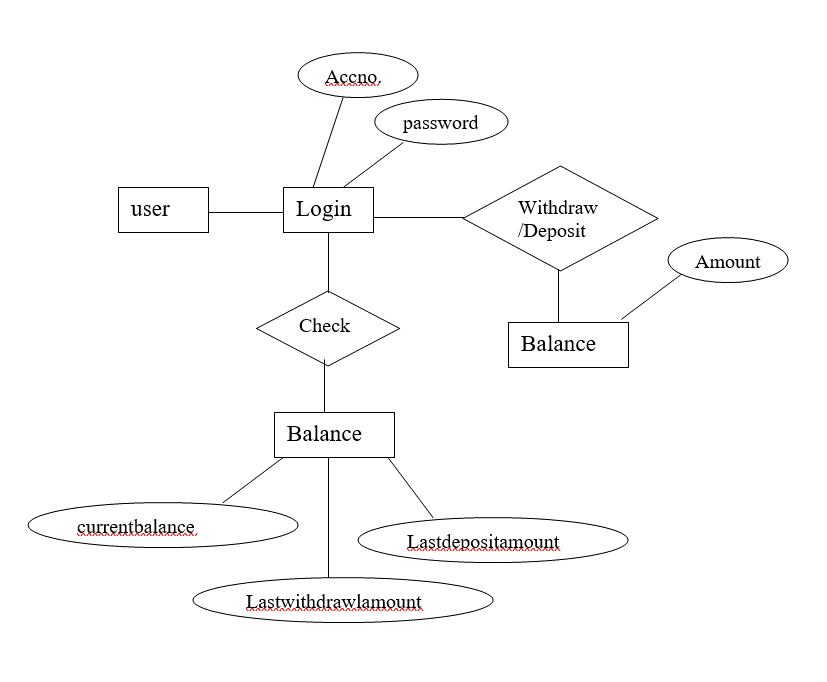 Accno.
password
user
Login
Withdraw
/Deposit
Amount
Check
Balance
Balance
currentbalance
Lastdepositamount
Lastwithdrawlamount